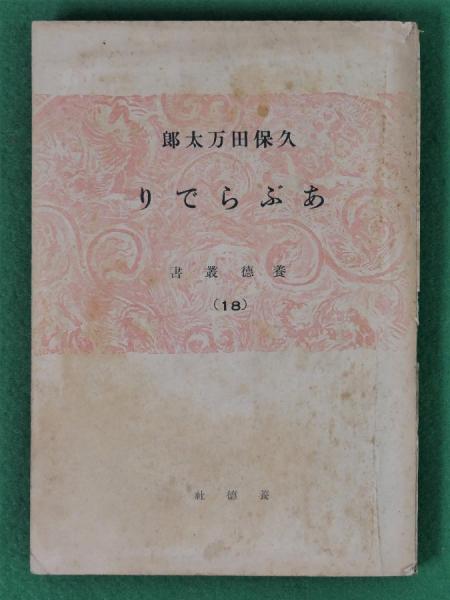 久保田万太郎
あぶらでり
養徳叢書
(18)
養徳社